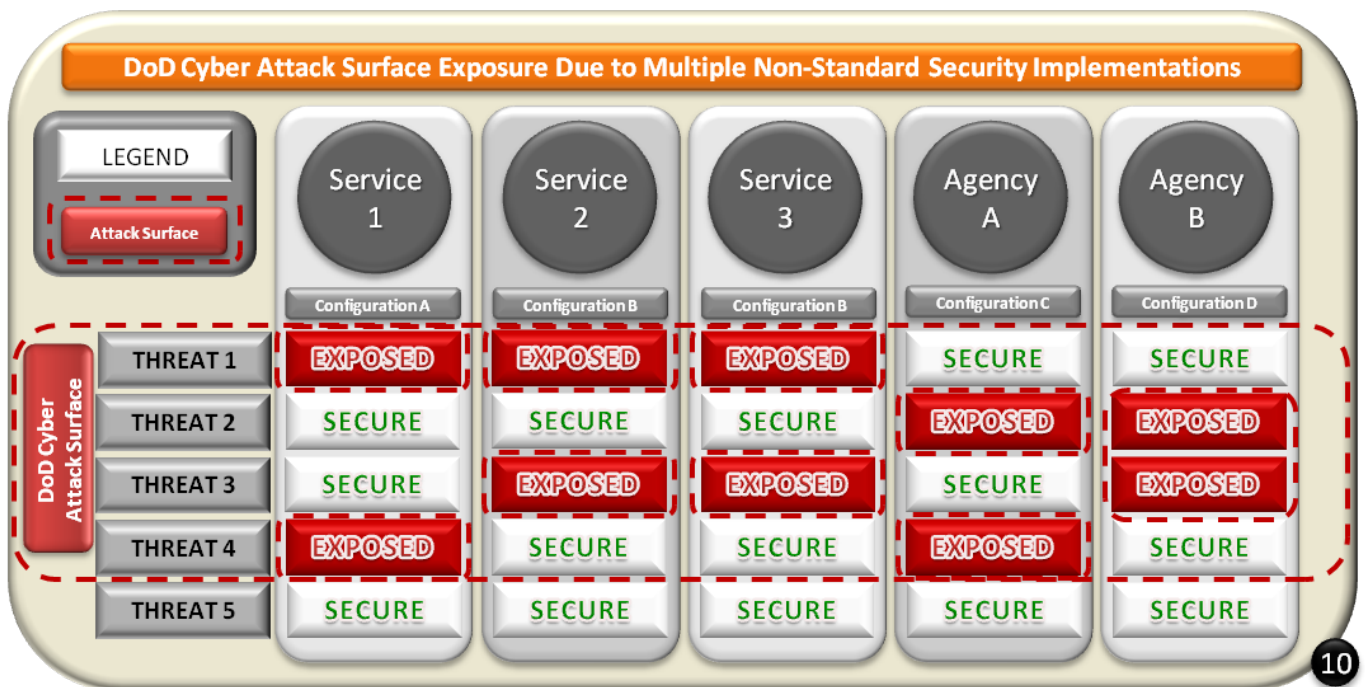 DoD Cyber Attack Surface Exposure Due to Multiple Non-Standard Security Implementations
LEGEND
Attack Surface
Service
1
Service
2
Service
3
Agency
A
Agency
B
Configuration A
Configuration B
Configuration B
Configuration C
Configuration D
DoD Cyber
Attack Surface
THREAT 1
EXPOSED
EXPOSED
EXPOSED
SECURE
SECURE
THREAT 2
SECURE
SECURE
SECURE
EXPOSED
EXPOSED
THREAT 3
SECURE
EXPOSED
EXPOSED
SECURE
EXPOSED
THREAT 4
EXPOSED
SECURE
SECURE
EXPOSED
SECURE
THREAT 5
SECURE
SECURE
SECURE
SECURE
SECURE
10